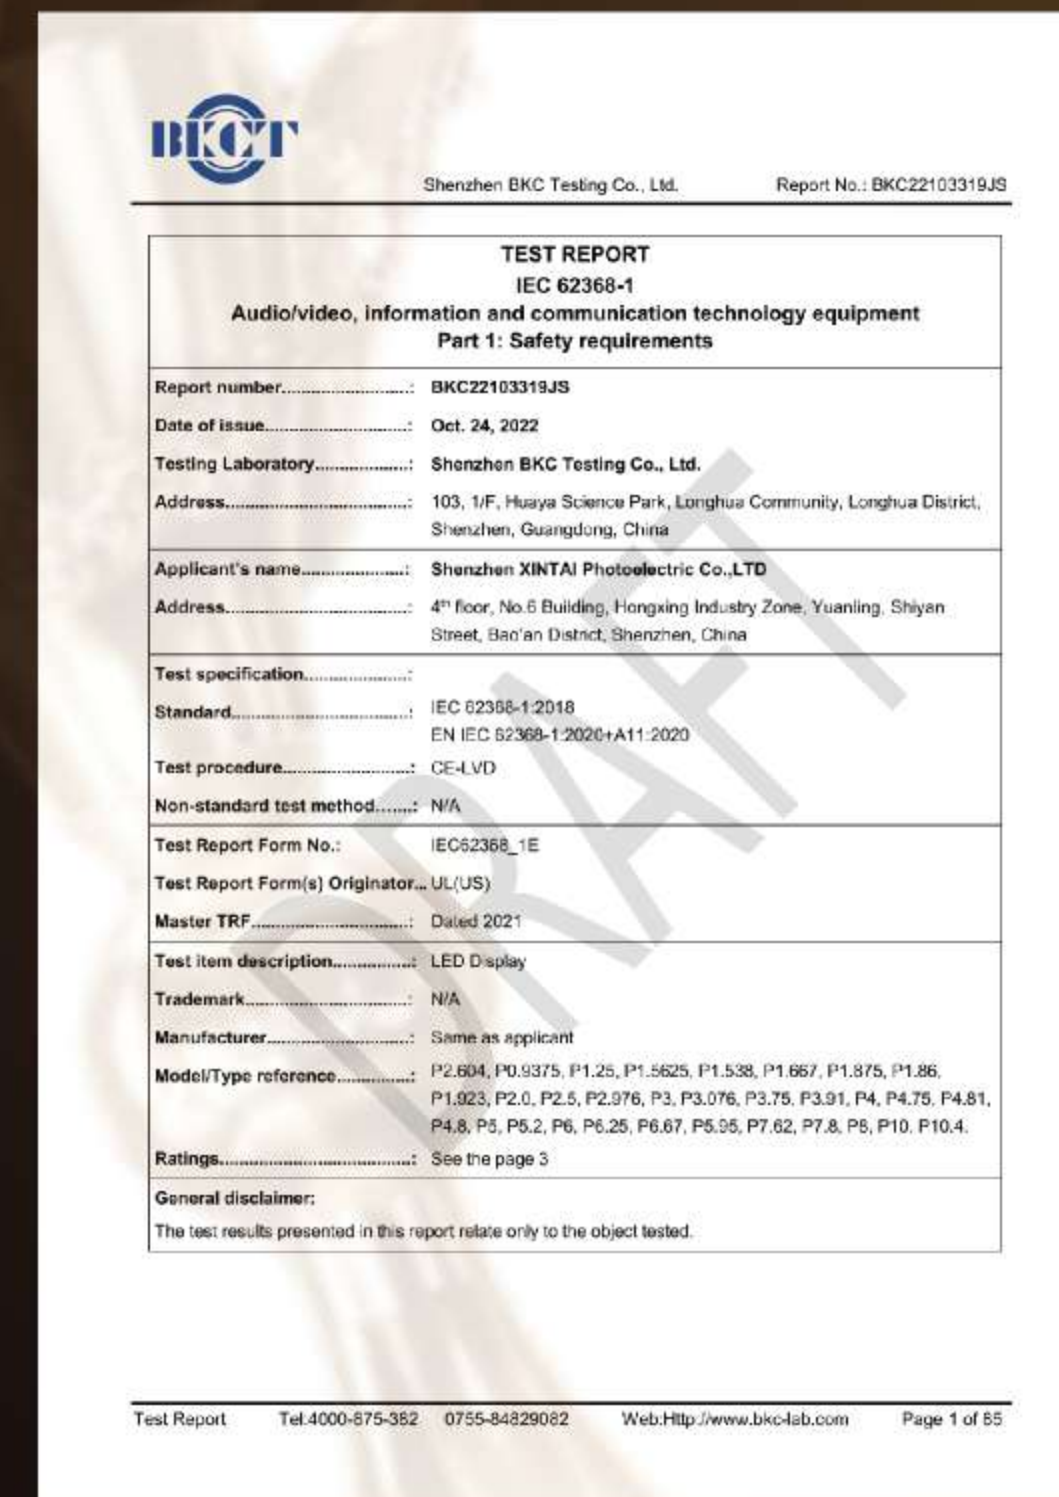 BKCT
Shenzhen BKC Testing Co., Ltd. Report No.: BKC22103319JS
TEST REPORT
IEC 62368-1
Audio/video, information and communication technology equipment
Part 1: Safety requirements
Report number............................: BKC22103319JS
Date of issue...............................: Oct. 24, 2022
Testing Laboratory....................: Shenzhen BKC Testing Co., Ltd.
Address........................................: 103, 1/F, Huaya Science Park, Longhua Community, Longhua District,
Shenzhen, Guangdong, China
Applicant's name......................: Shenzhen XINTAI Photoelectric Co.,LTD
Address........................................: 4th floor, No.6 Building, Hongxing Industry Zone, Yuanling, Shiyan
Street, Bao'an District, Shenzhen, China
Test specification.......................:
Standard.......................................: IEC 62368-1:2018
EN IEC 62368-1:2020+A11:2020
Test procedure............................: CE-LVD
Non-standard test method.......: N/A
Test Report Form No.: IEC62368_1E
Test Report Form(s) Originator... UL(US)
Master TRF..................................: Dated 2021
Test item description.................: LED Display
Trademark....................................: N/A
Manufacturer...............................: Same as applicant
Model/Type reference................: P2.604, P0.9375, P1.25, P1.5625, P1.538, P1.667, P1.875, P1.86,
P1.923, P2.0, P2.5, P2.976, P3, P3.076, P3.75, P3.91, P4, P4.75, P4.81,
P4.8, P5, P5.2, P6, P6.25, P6.67, P5.95, P7.62, P7.8, P8, P10, P10.4.
Ratings..........................................: See the page 3
General disclaimer:
The test results presented in this report relate only to the object tested.
DRAFT
Test Report Tel:4000-875-382 0755-84829082 Web:Http://www.bkc-lab.com Page 1 of 85